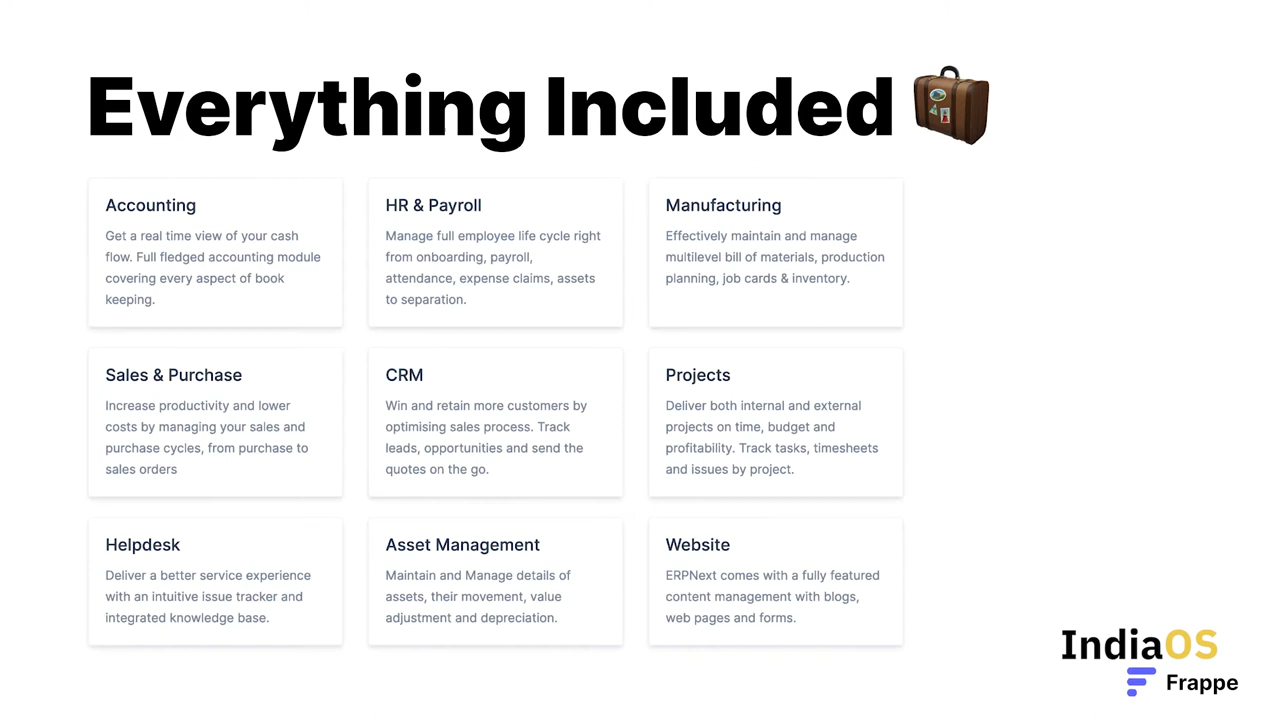 Everything Included
Accounting
Get a real time view of your cash
flow. Full fledged accounting module
covering every aspect of book
keeping.
HR & Payroll
Manage full employee life cycle right
from onboarding, payroll,
attendance, expense claims, assets
to separation.
Manufacturing
Effectively maintain and manage
multilevel bill of materials, production
planning, job cards & inventory.
Sales & Purchase
Increase productivity and lower
costs by managing your sales and
purchase cycles, from purchase to
sales orders
CRM
Win and retain more customers by
optimising sales process. Track
leads, opportunities and send the
quotes on the go.
Projects
Deliver both internal and external
projects on time, budget and
profitability. Track tasks, timesheets
and issues by project.
Helpdesk
Deliver a better service experience
with an intuitive issue tracker and
integrated knowledge base.
Asset Management
Maintain and Manage details of
assets, their movement, value
adjustment and depreciation.
Website
ERPNext comes with a fully featured
content management with blogs,
web pages and forms.
IndiaOS
Frappe